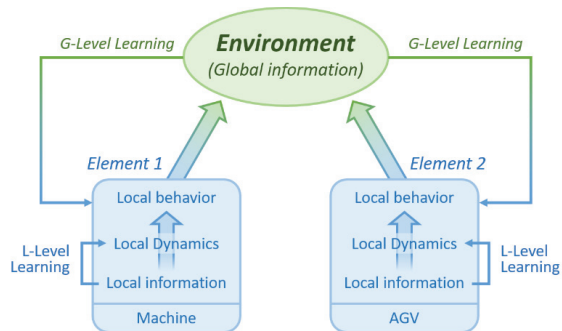 G-Level Learning
Environment
(Global information)
G-Level Learning
Element 1
Element 2
Local behavior
Local Dynamics
Local information
Machine
L-Level
Learning
Local behavior
Local Dynamics
Local information
AGV
L-Level
Learning